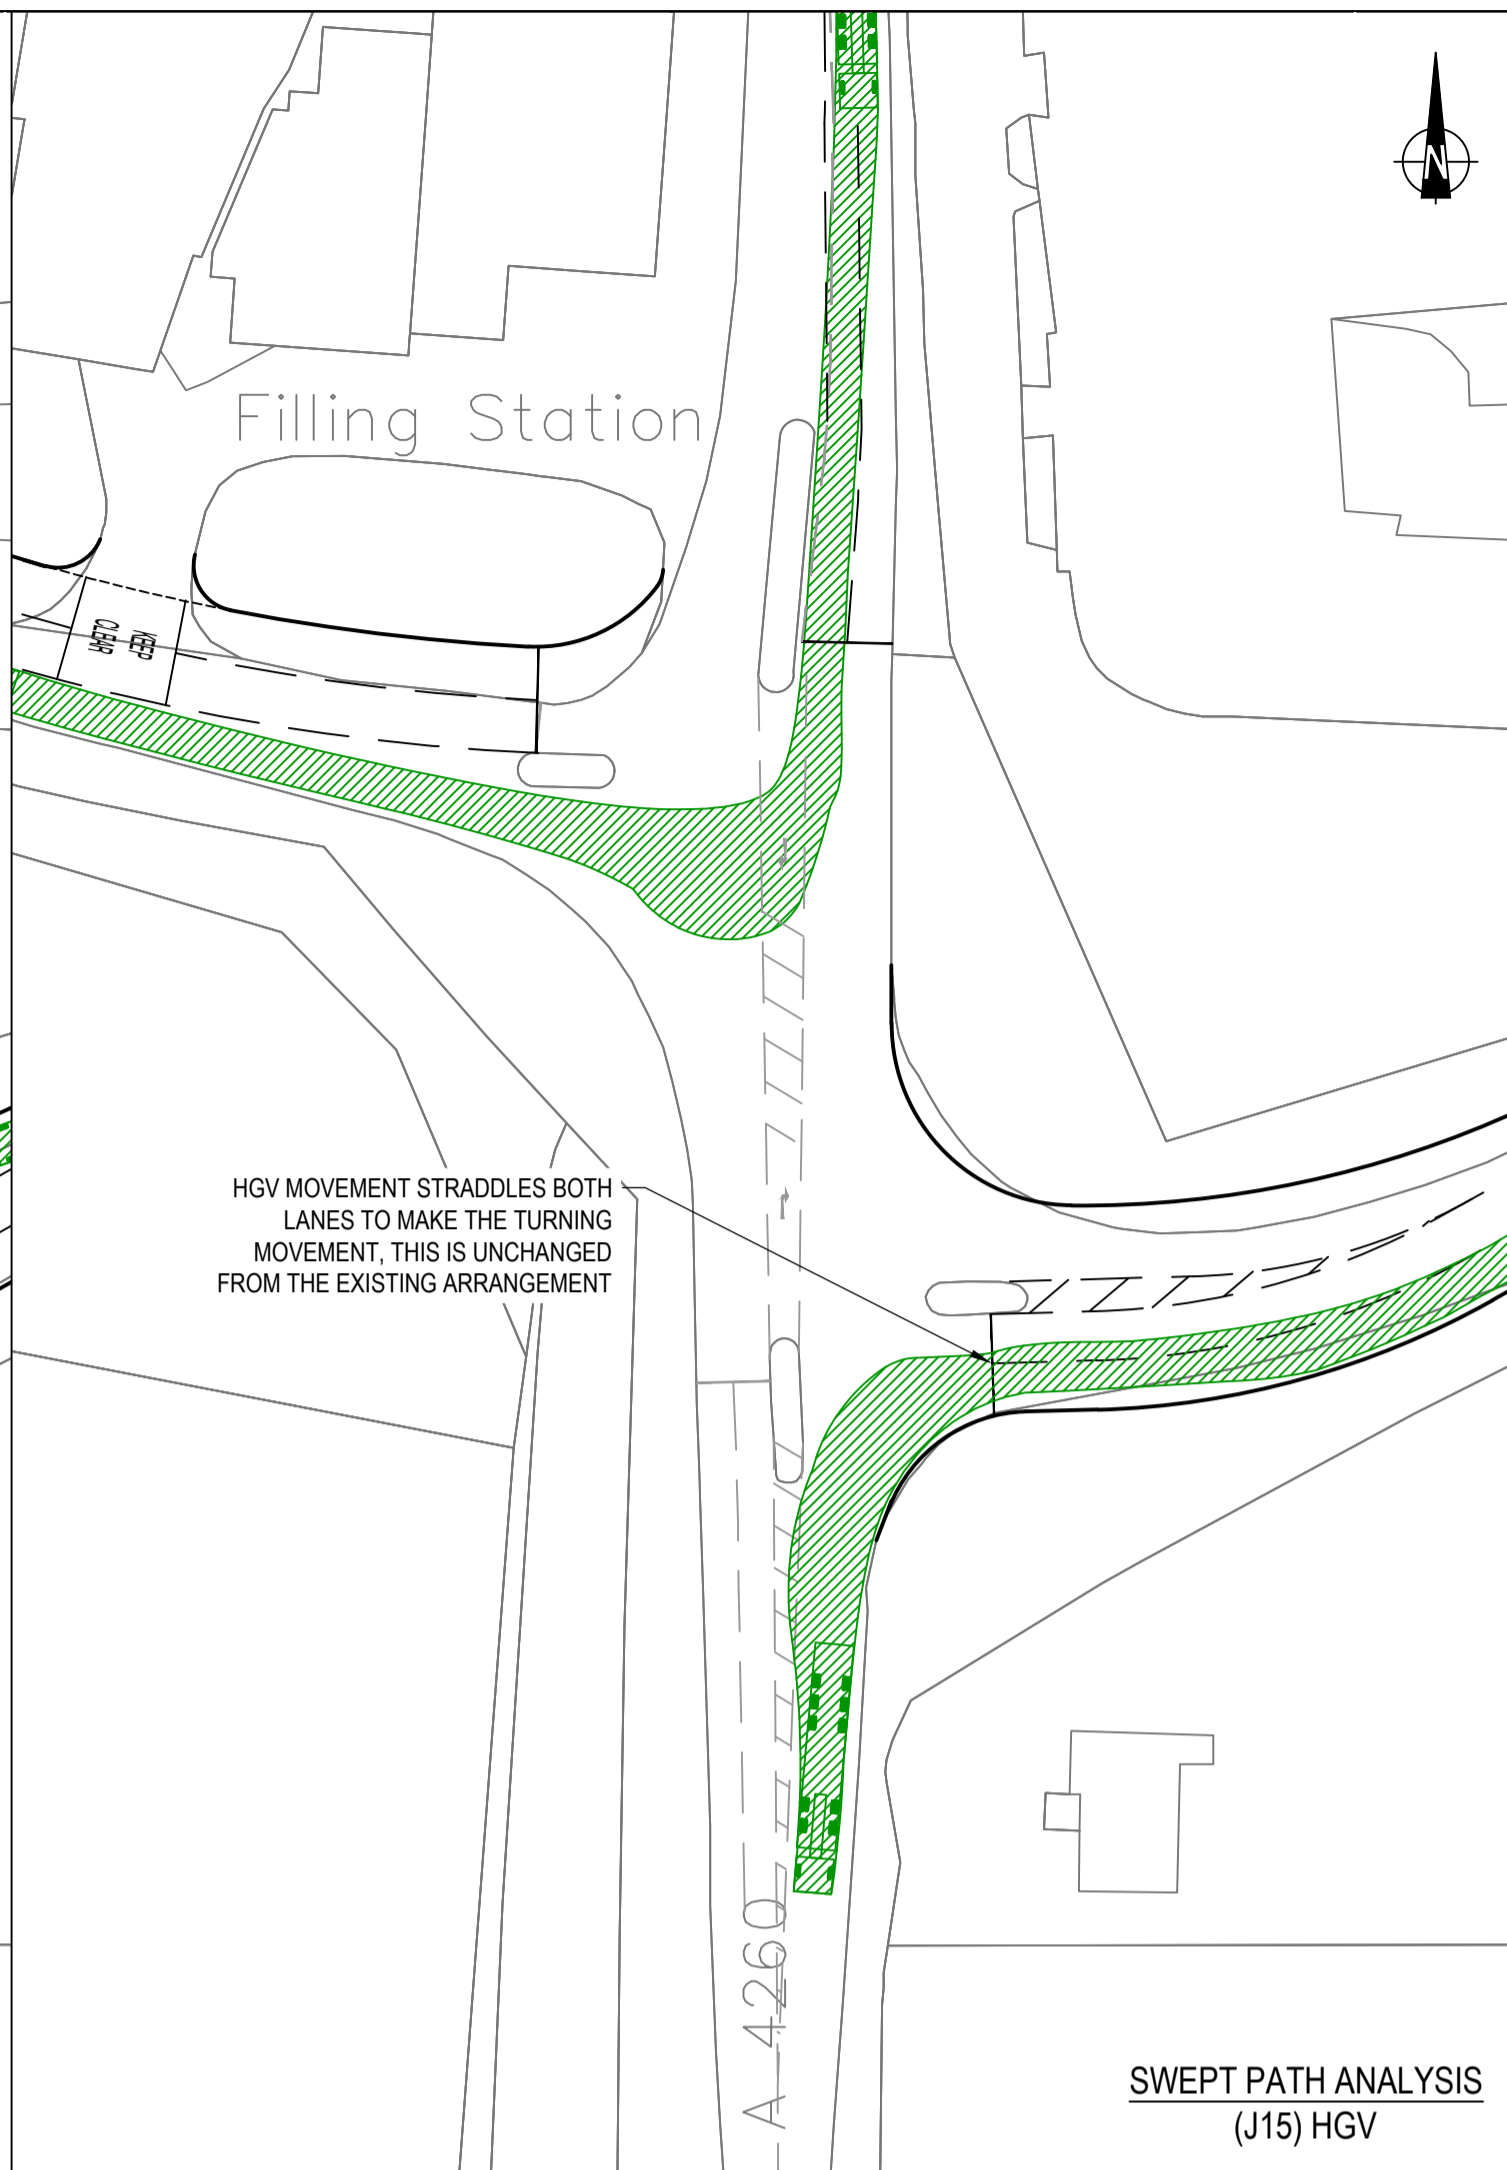 N
Filling Station
KEEP
CLEAR
HGV MOVEMENT STRADDLES BOTH
LANES TO MAKE THE TURNING
MOVEMENT, THIS IS UNCHANGED
FROM THE EXISTING ARRANGEMENT
A 4260
SWEPT PATH ANALYSIS
(J15) HGV